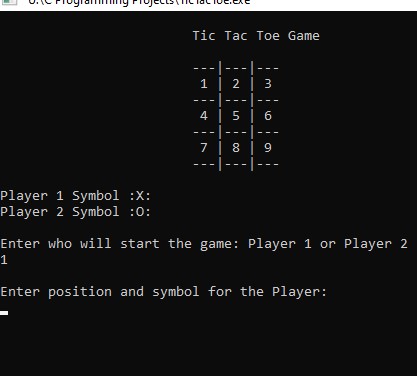 D:\C Programming Projects\TicTacToe.exe
Tic Tac Toe Game
---|---|---
1 | 2 | 3
---|---|---
4 | 5 | 6
---|---|---
7 | 8 | 9
---|---|---
Player 1 Symbol :X:
Player 2 Symbol :O:
Enter who will start the game: Player 1 or Player 2
1
Enter position and symbol for the Player: